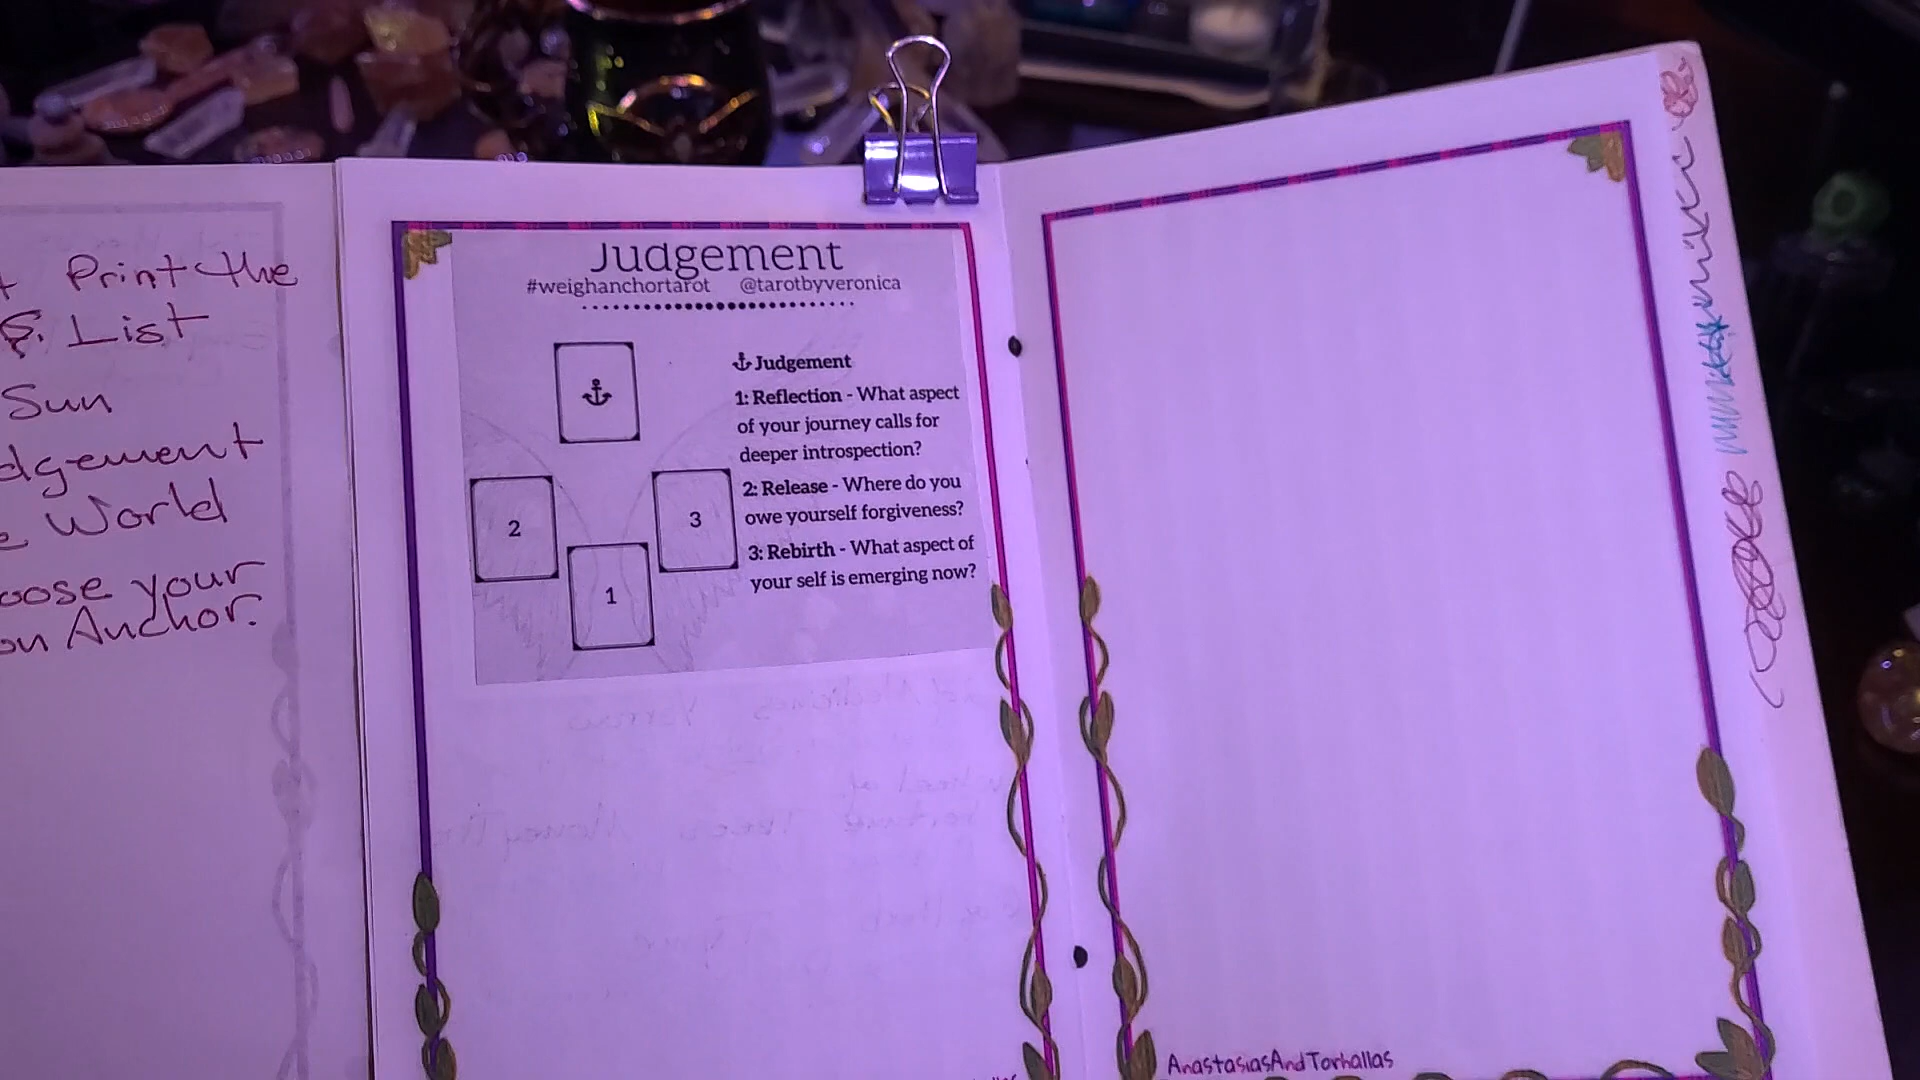 Print the
List
Sun
dgement
World
oose your
on Anchor.
Judgement
#weighanchortarot @tarotbyveronica
Judgement
1: Reflection - What aspect
of your journey calls for
deeper introspection?
2: Release - Where do you
owe yourself forgiveness?
3: Rebirth - What aspect of
your self is emerging now?
2
3
1
AnastasiasAndTorhallas